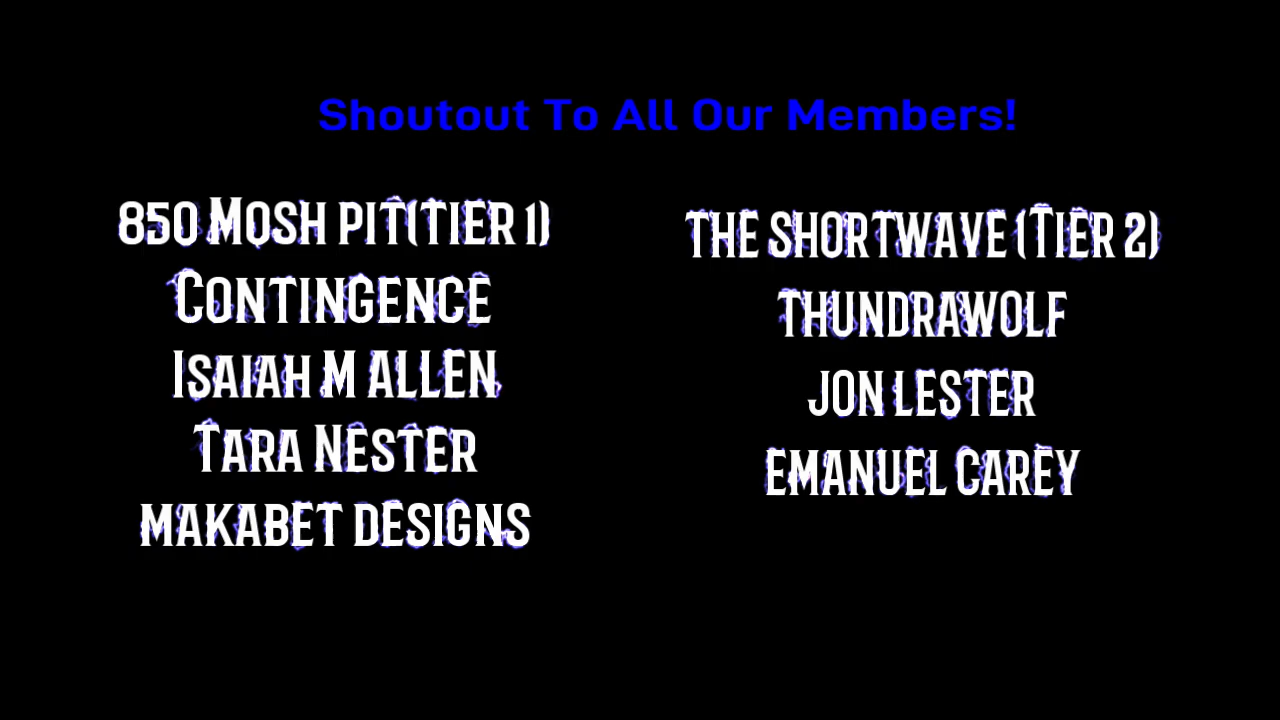 Shoutout To All Our Members!
850 Mosh pit(tier 1)
Contingence
Isaiah M Allen
Tara Nester
makabet designs
the shortwave (Tier 2)
thundrawolf
jon lester
emanuel carey